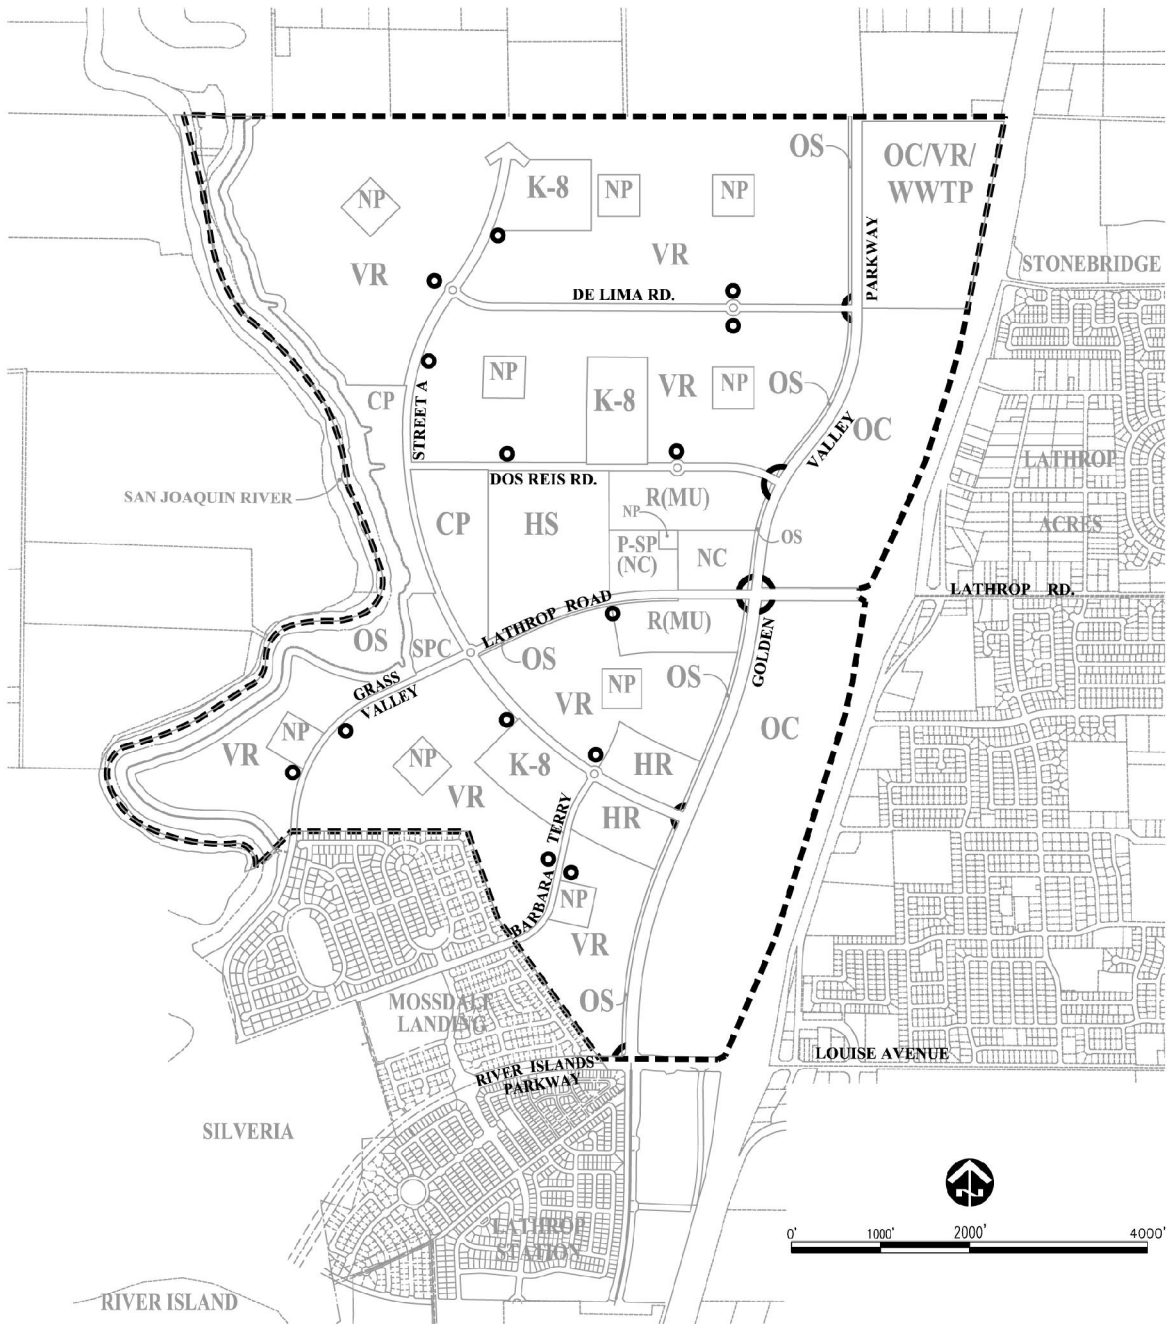 OS
OC/VR/
WWTP
K-8
NP
NP
NP
PARKWAY
VR
VR
STONEBRIDGE
DE LIMA RD.
NP
K-8
VR
NP
OS
CP
STREET A
VALLEY
OC
LATHROP
SAN JOAQUIN RIVER
DOS REIS RD.
R(MU)
NP
CP
HS
ACRES
OS
P-SP
(NC)
NC
LATHROP RD.
LATHROP ROAD
R(MU)
OS
SPC
OS
GOLDEN
GRASS
VALLEY
NP
OS
VR
NP
OC
VR
NP
K-8
HR
VR
TERRY
HR
BARBARA
NP
VR
OS
MOSSDALE
LANDING
LOUISE AVENUE
RIVER ISLANDS
PARKWAY
SILVERIA
LATHROP
STATION
0'
1000'
2000'
4000'
RIVER ISLAND
N